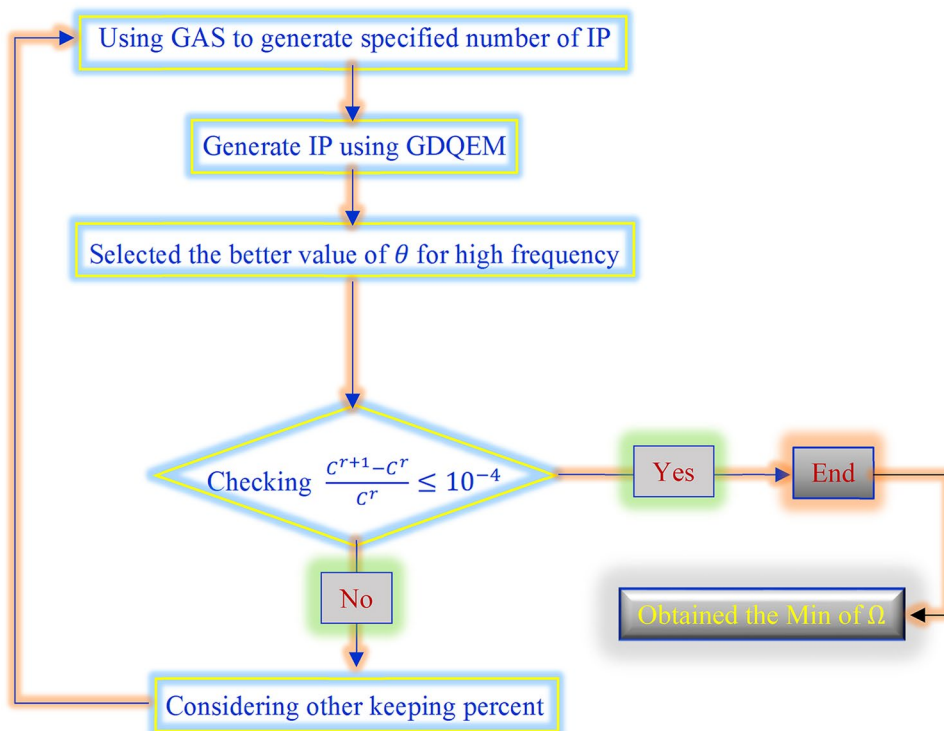 Using GAS to generate specified number of IP
Generate IP using GDQEM
Selected the better value of θ for high frequency
Checking (C^{r+1}−C^r)/C^r ≤ 10^{−4}
Yes
End
No
Obtained the Min of Ω
Considering other keeping percent